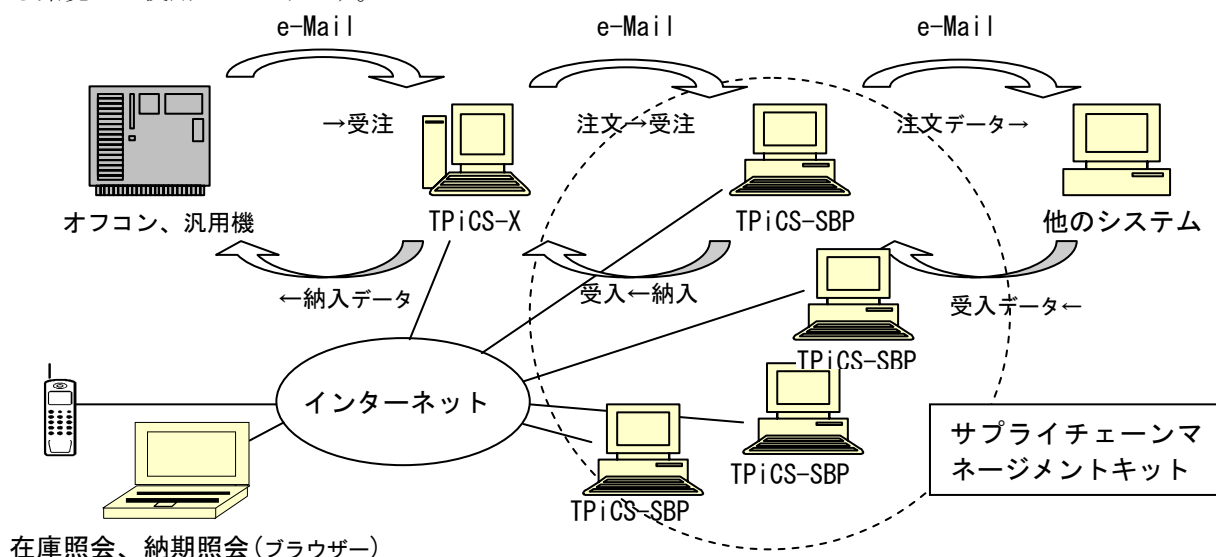 e-Mail
e-Mail
e-Mail
→受注
注文→受注
注文データ→
オフコン、汎用機
TPiCS-X
TPiCS-SBP
他のシステム
←納入データ
受入←納入
受入データ←
TPiCS-SBP
インターネット
TPiCS-SBP
TPiCS-SBP
サプライチェーンマ
ネージメントキット
在庫照会、納期照会(ブラウザー)